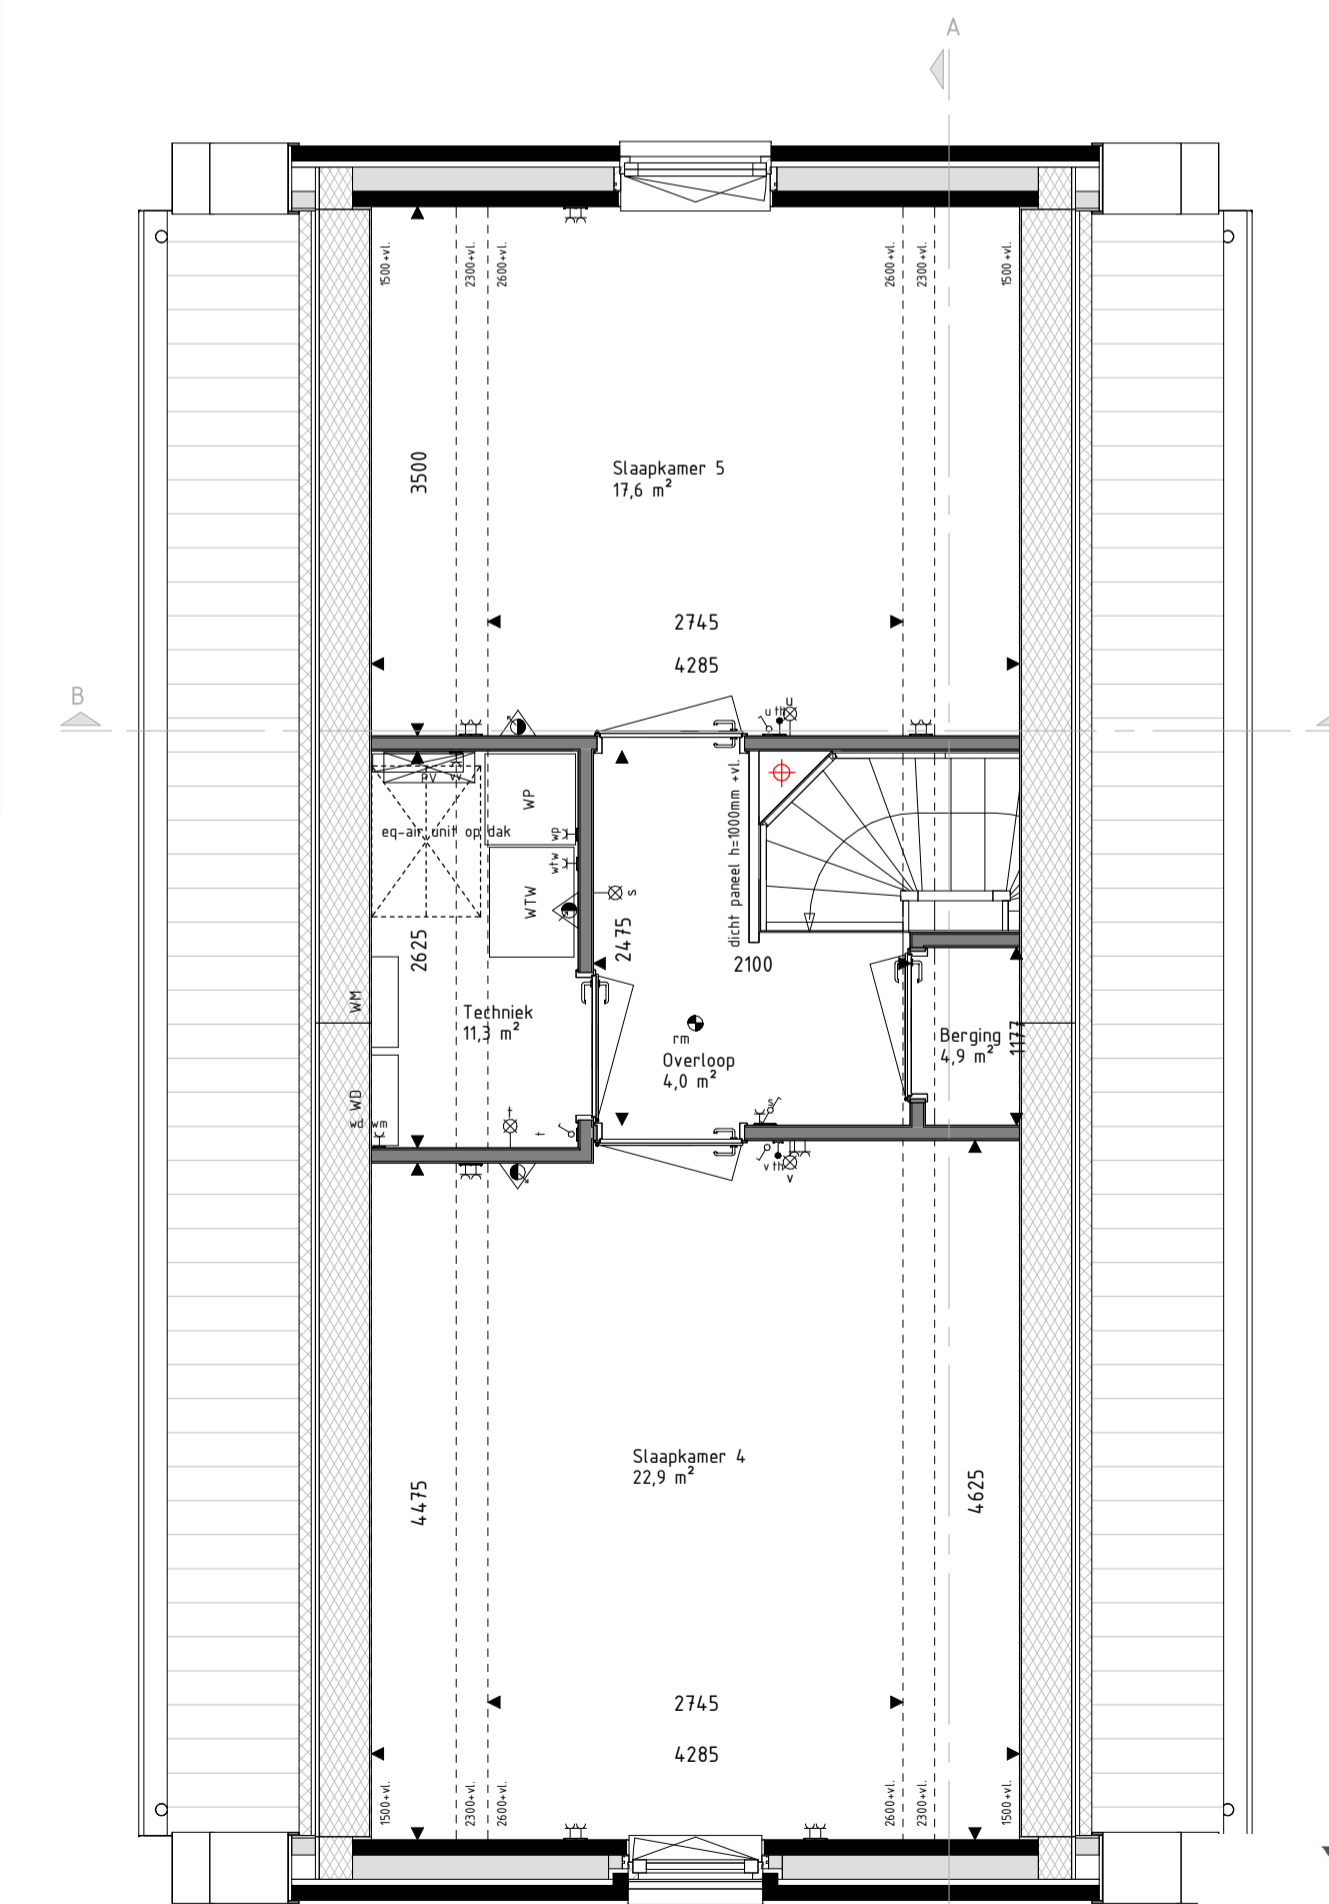 A
1500+vl.
2300+vl.
2600+vl.
2600+vl.
2300+vl.
1500+vl.
3500
Slaapkamer 5
17,6 m²
2745
4285
B
u
u th
PV
WP
eq-air unit op dak
wp
wtw
WTW
s
dicht paneel h=1000mm +vl.
2625
2475
2100
WM
Techniek
11,3 m²
rm
Overloop
4,0 m²
Berging
4,9 m²
1177
WD
wd wm
t
t
s
v th
v
Slaapkamer 4
22,9 m²
4475
4625
2745
4285
1500+vl.
2300+vl.
2600+vl.
2600+vl.
2300+vl.
1500+vl.